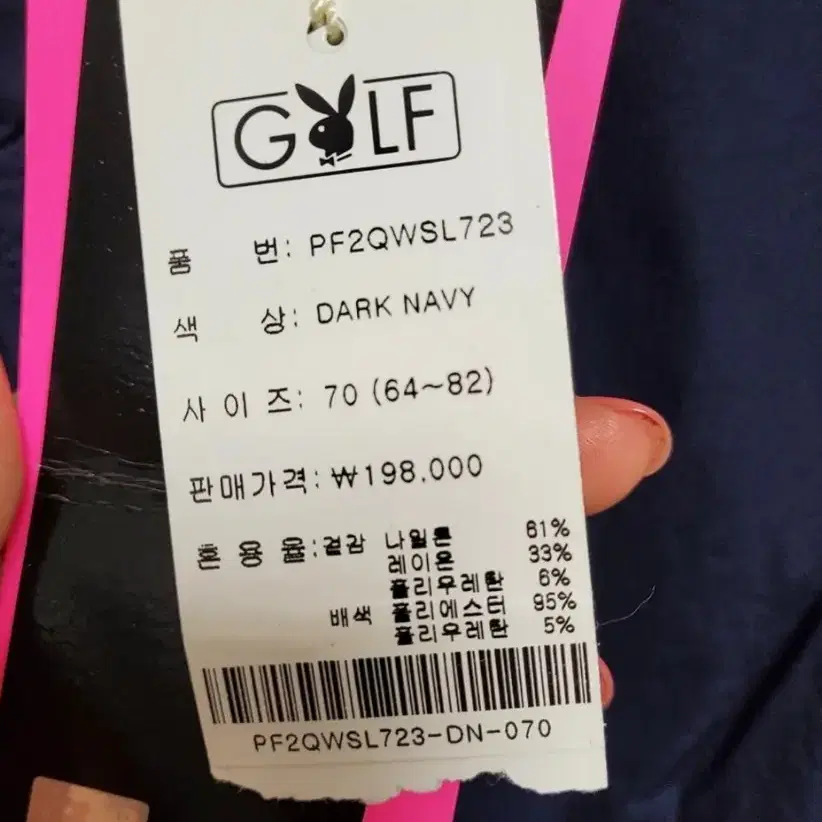 GOLF
품 번: PF2QWSL723
색 상: DARK NAVY
사 이 즈: 70 (64~82)
판매가격: ₩198.000
혼 용 율: 겉감 나일론 61%
레이온 33%
폴리우레탄 6%
배색 폴리에스터 95%
폴리우레탄 5%
PF2QWSL723-DN-070